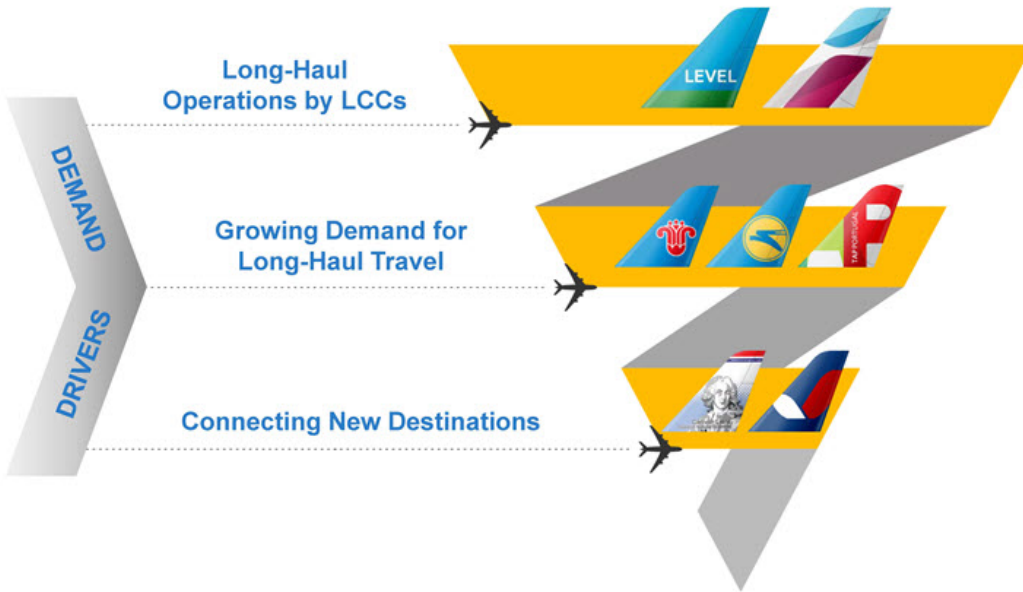 Long-Haul
Operations by LCCs
LEVEL
DEMAND
DRIVERS
Growing Demand for
Long-Haul Travel
TAP PORTUGAL
Connecting New Destinations